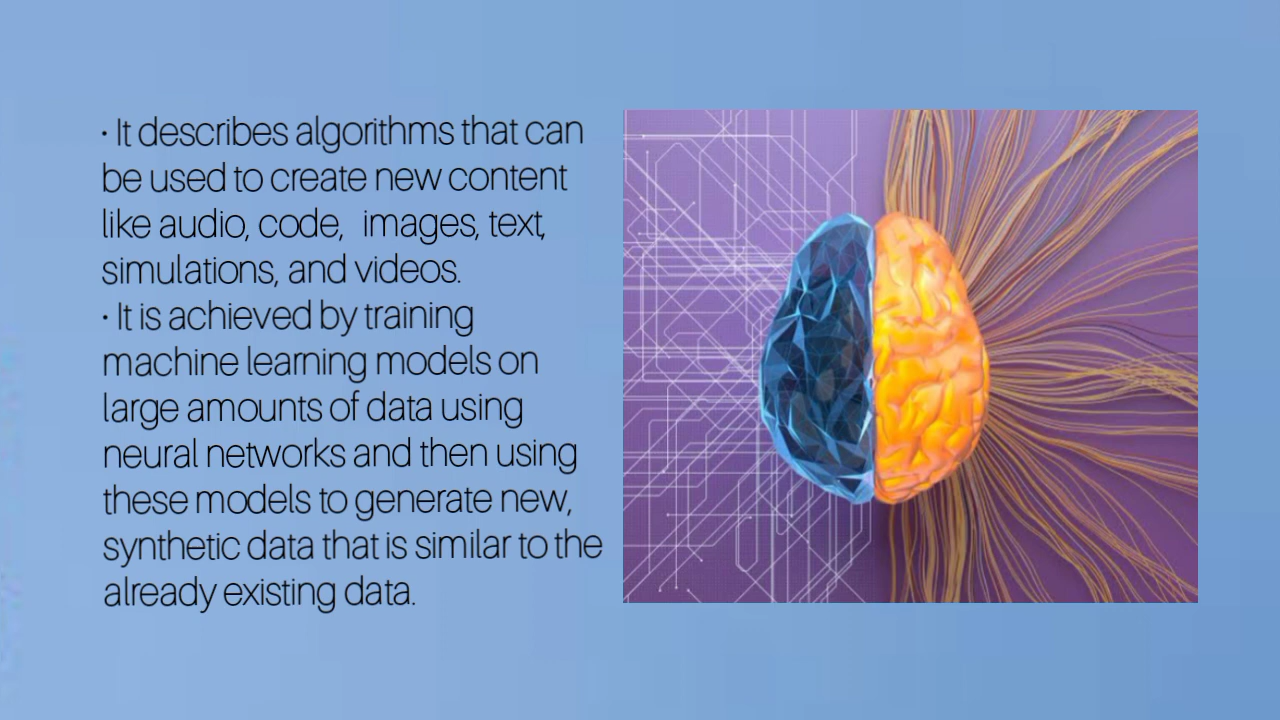 · It describes algorithms that can
be used to create new content
like audio, code, images, text,
simulations, and videos.
· It is achieved by training
machine learning models on
large amounts of data using
neural networks and then using
these models to generate new,
synthetic data that is similar to the
already existing data.